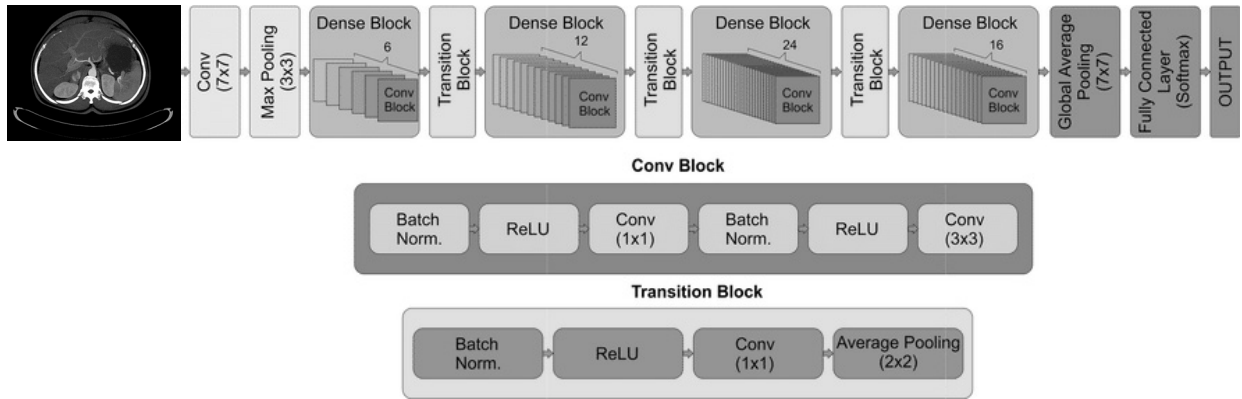 Conv
(7x7)
Max Pooling
(3x3)
Dense Block
6
Conv
Block
Transition
Block
Dense Block
12
Conv
Block
Transition
Block
Dense Block
24
Conv
Block
Transition
Block
Dense Block
16
Conv
Block
Global Average
Pooling
(7x7)
Fully Connected
Layer
(Softmax)
OUTPUT
Conv Block
Batch
Norm.
ReLU
Conv
(1x1)
Batch
Norm.
ReLU
Conv
(3x3)
Transition Block
Batch
Norm.
ReLU
Conv
(1x1)
Average Pooling
(2x2)